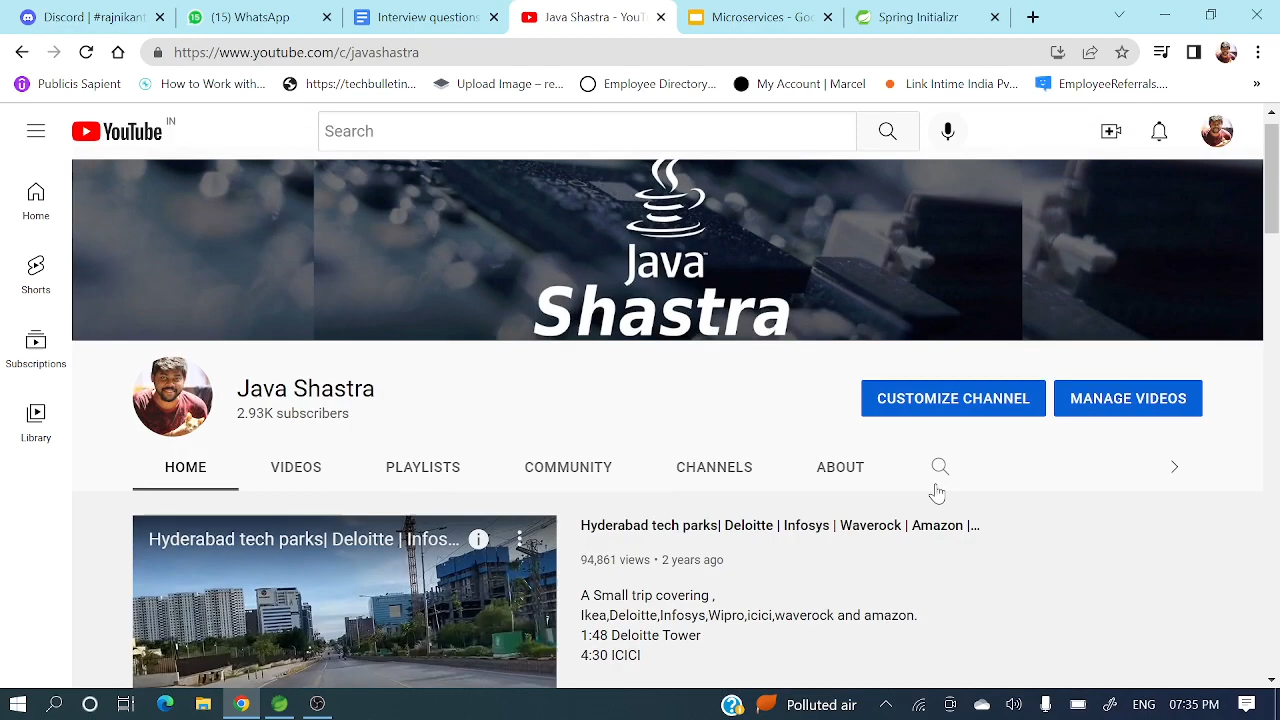 Discord | Prajnikant
(15) WhatsApp
Interview questions
Java Shastra - YouT
Microservices - Goo
Spring Initializr
https://www.youtube.com/c/javashastra
Publicis Sapient
How to Workwith...
https://techbulletin...
Upload Image – re...
Employee Directory...
My Account | Marcel
Link Intime India Pv...
EmployeeReferrals....
»
YouTube IN
Search
Home
Shorts
Subscriptions
Library
Java
Shastra
Java Shastra
2.93K subscribers
CUSTOMIZE CHANNEL
MANAGE VIDEOS
HOME
VIDEOS
PLAYLISTS
COMMUNITY
CHANNELS
ABOUT
Hyderabad tech parks| Deloitte | Infos...
Hyderabad tech parks| Deloitte | Infosys | Waverock | Amazon |...
94,861 views • 2 years ago
A Small trip covering ,
Ikea,Deloitte,Infosys,Wipro,icici,waverock and amazon.
1:48 Deloitte Tower
4:30 ICICI
Polluted air
ENG
07:35 PM